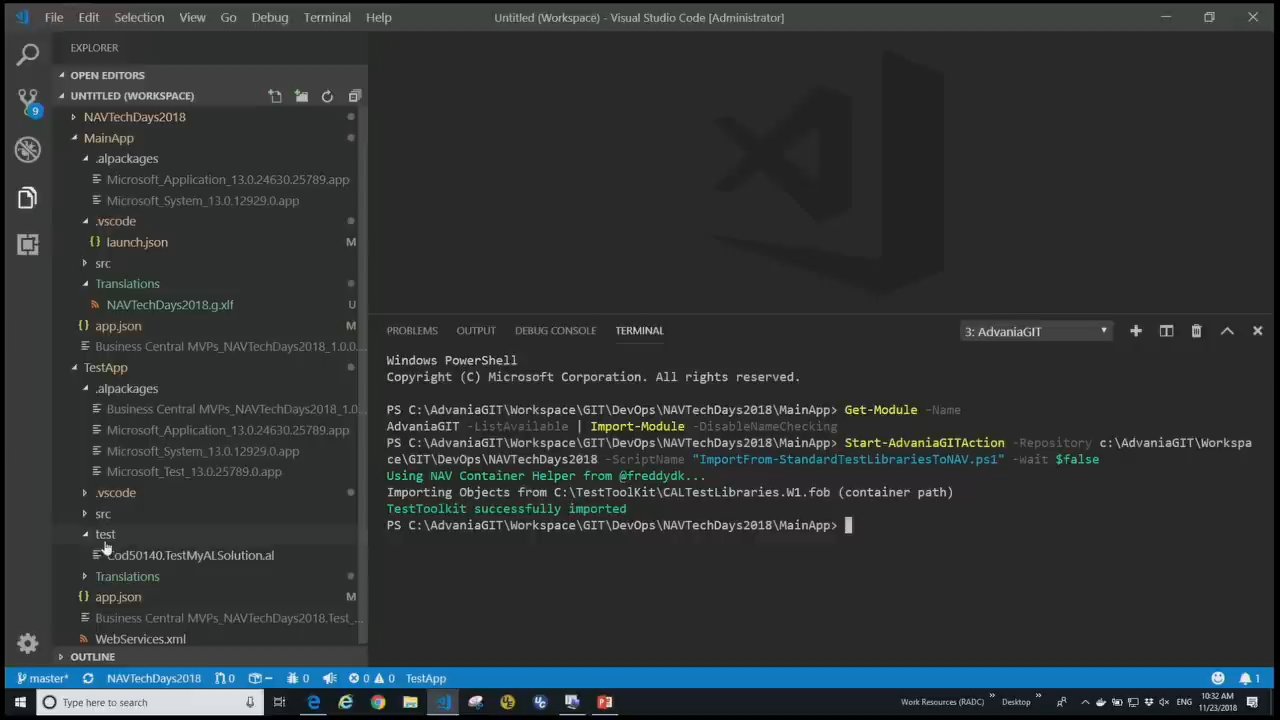 File Edit Selection View Go Debug Terminal Help
Untitled (Workspace) - Visual Studio Code [Administrator]
EXPLORER
OPEN EDITORS
UNTITLED (WORKSPACE)
NAVTechDays2018
MainApp
.alpackages
Microsoft_Application_13.0.24630.25789.app
Microsoft_System_13.0.12929.0.app
.vscode
{} launch.json M
src
Translations
NAVTechDays2018.g.xlf U
{} app.json M
Business Central MVPs_NAVTechDays2018_1.0.0...
TestApp
.alpackages
Business Central MVPs_NAVTechDays2018_1.0...
Microsoft_Application_13.0.24630.25789.app
Microsoft_System_13.0.12929.0.app
Microsoft_Test_13.0.25789.0.app
.vscode
src
test
Cod50140.TestMyALSolution.al
Translations
{} app.json M
Business Central MVPs_NAVTechDays2018.Test_...
WebServices.xml
OUTLINE
9
PROBLEMS OUTPUT DEBUG CONSOLE TERMINAL
3: AdvaniaGIT
Windows PowerShell
Copyright (C) Microsoft Corporation. All rights reserved.
PS C:\AdvaniaGIT\Workspace\GIT\DevOps\NAVTechDays2018\MainApp> Get-Module -Name
AdvaniaGIT -ListAvailable | Import-Module -DisableNameChecking
PS C:\AdvaniaGIT\Workspace\GIT\DevOps\NAVTechDays2018\MainApp> Start-AdvaniaGITAction -Repository c:\AdvaniaGIT\Workspa
ce\GIT\DevOps\NAVTechDays2018 -ScriptName "ImportFrom-StandardTestLibrariesToNAV.ps1" -Wait $false
Using NAV Container Helper from @freddydk...
Importing Objects from C:\TestToolKit\CALTestLibraries.W1.fob (container path)
TestToolkit successfully imported
PS C:\AdvaniaGIT\Workspace\GIT\DevOps\NAVTechDays2018\MainApp>
master* NAVTechDays2018 0 0 0 0 TestApp 1
Type here to search
Work Resources (RADC) Desktop ENG
10:32 AM
11/23/2018